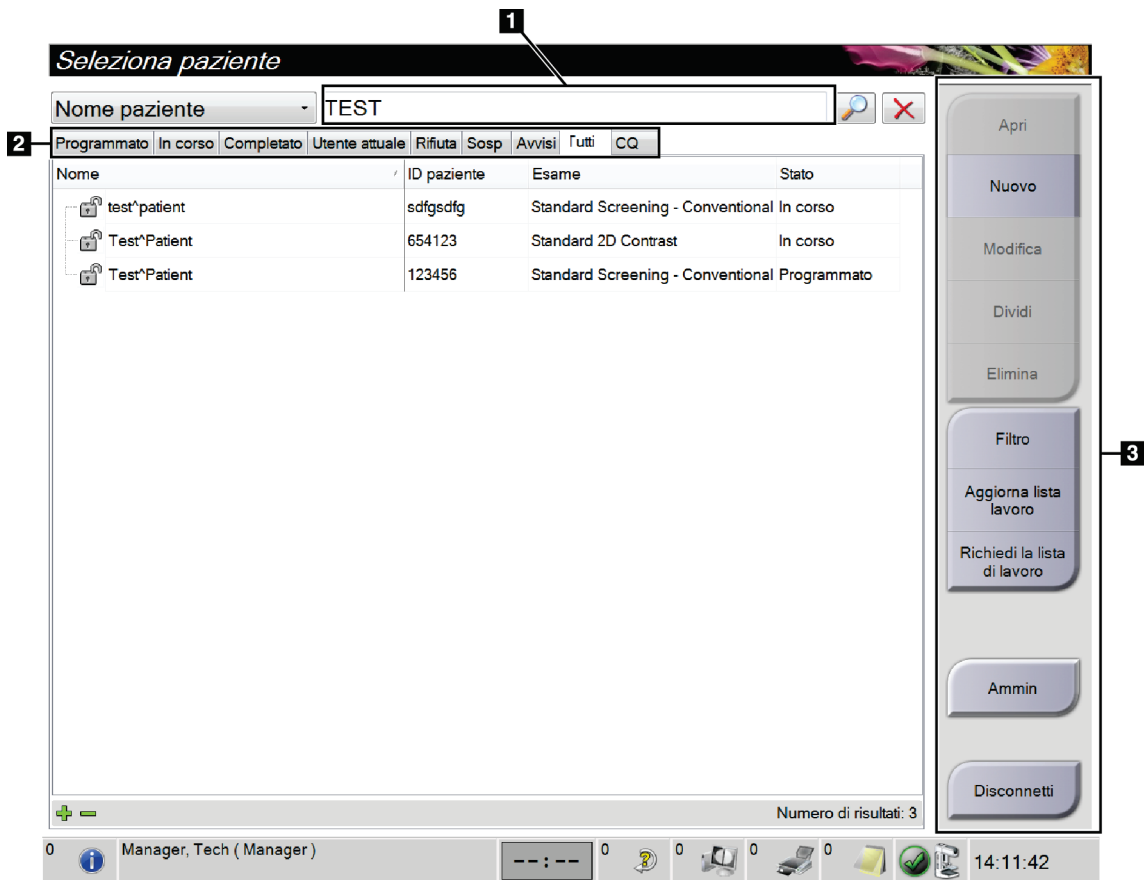 1
Seleziona paziente
Nome paziente TEST
2
Programmato In corso Completato Utente attuale Rifiuta Sosp Avvisi Tutti CQ
Nome ID paziente Esame Stato
test^patient sdfgsdfg Standard Screening - Conventional In corso
Test^Patient 654123 Standard 2D Contrast In corso
Test^Patient 123456 Standard Screening - Conventional Programmato
Numero di risultati: 3
Apri
Nuovo
Modifica
Dividi
Elimina
Filtro
3
Aggiorna lista
lavoro
Richiedi la lista
di lavoro
Ammin
Disconnetti
0 Manager, Tech ( Manager ) --:-- 0 0 0 0 14:11:42